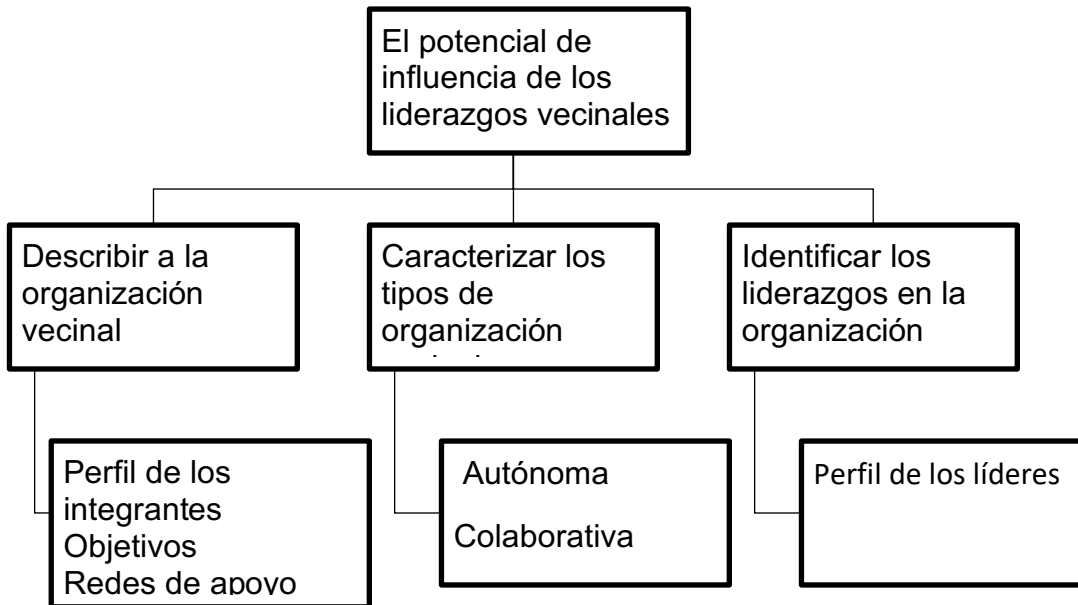 El potencial de
influencia de los
liderazgos vecinales
Describir a la
organización
vecinal
Caracterizar los
tipos de
organización
Identificar los
liderazgos en la
organización
Perfil de los
integrantes
Objetivos
Redes de apoyo
Autónoma
Colaborativa
Perfil de los líderes